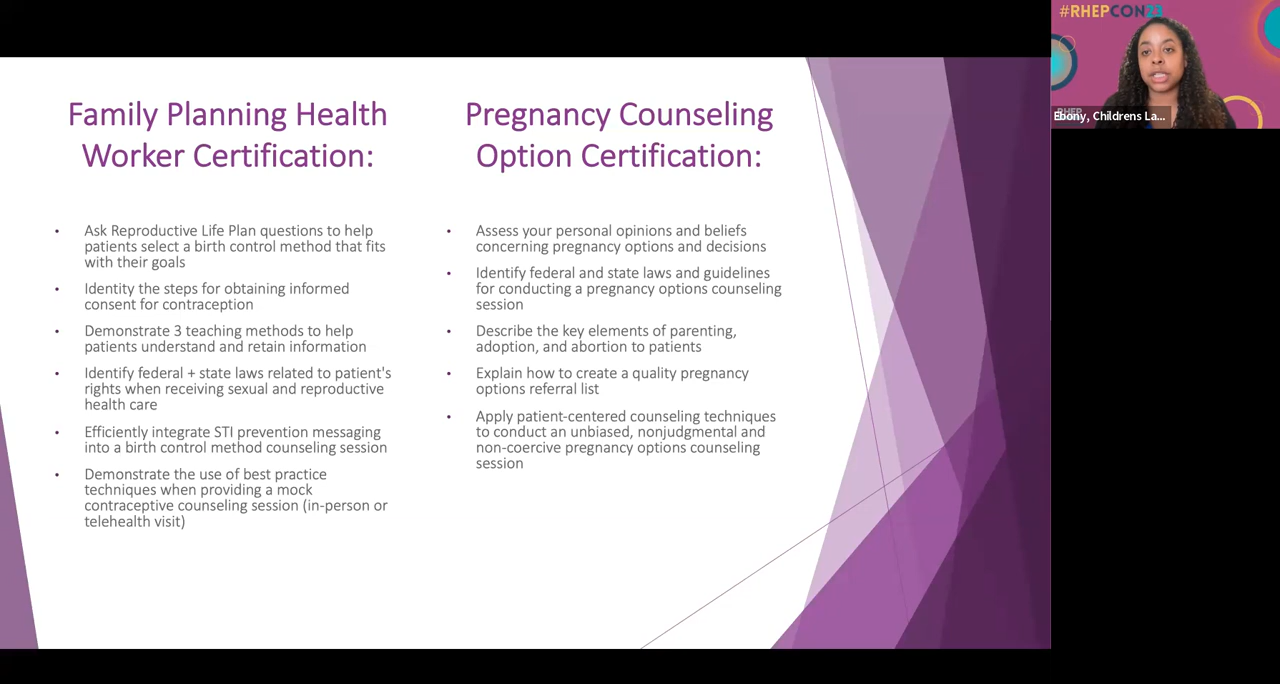 Family Planning Health
Worker Certification:
Ask Reproductive Life Plan questions to help
patients select a birth control method that fits
with their goals
Identity the steps for obtaining informed
consent for contraception
Demonstrate 3 teaching methods to help
patients understand and retain information
Identify federal + state laws related to patient's
rights when receiving sexual and reproductive
health care
Efficiently integrate STI prevention messaging
into a birth control method counseling session
Demonstrate the use of best practice
techniques when providing a mock
contraceptive counseling session (in-person or
telehealth visit)
Pregnancy Counseling
Option Certification:
Assess your personal opinions and beliefs
concerning pregnancy options and decisions
Identify federal and state laws and guidelines
for conducting a pregnancy options counseling
session
Describe the key elements of parenting,
adoption, and abortion to patients
Explain how to create a quality pregnancy
options referral list
Apply patient-centered counseling techniques
to conduct an unbiased, nonjudgmental and
non-coercive pregnancy options counseling
session
#RHEPCON23
RHEP
Ebony, Childrens La...